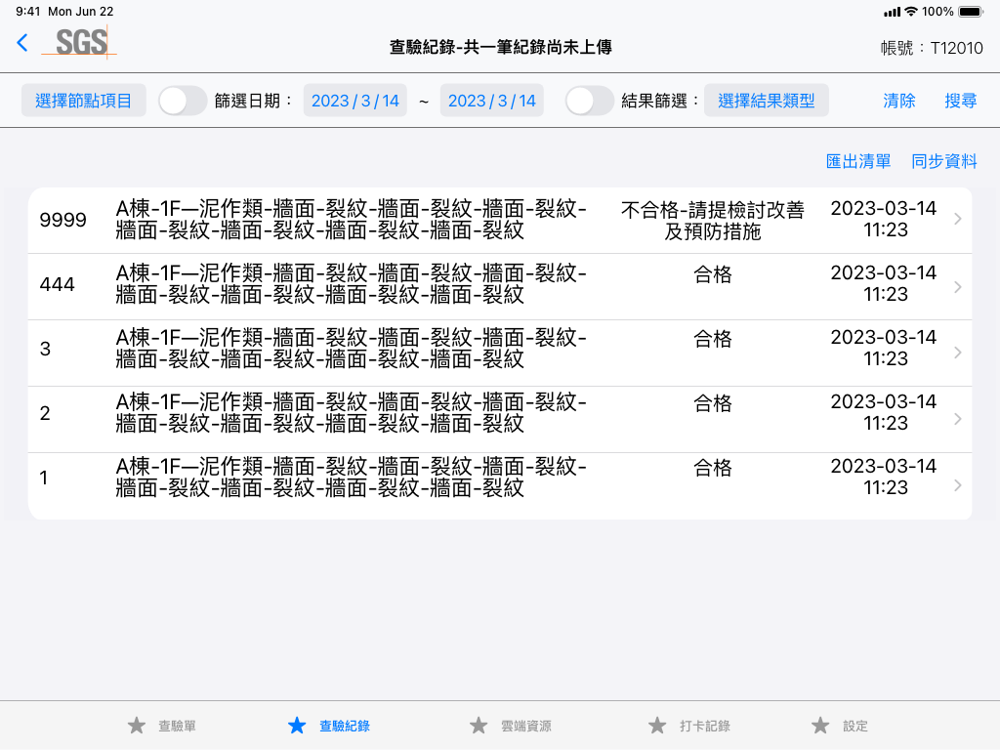 9:41 Mon Jun 22 100%
SGS 查驗紀錄-共一筆紀錄尚未上傳 帳號：T12010
選擇節點項目 篩選日期： 2023/3/14 ~ 2023/3/14 結果篩選： 選擇結果類型 清除 搜尋
匯出清單 同步資料
9999 A棟-1F—泥作類-牆面-裂紋-牆面-裂紋-牆面-裂紋- 不合格-請提檢討改善 2023-03-14
牆面-裂紋-牆面-裂紋-牆面-裂紋-牆面-裂紋 及預防措施 11:23
444 A棟-1F—泥作類-牆面-裂紋-牆面-裂紋-牆面-裂紋- 合格 2023-03-14
牆面-裂紋-牆面-裂紋-牆面-裂紋-牆面-裂紋 11:23
3 A棟-1F—泥作類-牆面-裂紋-牆面-裂紋-牆面-裂紋- 合格 2023-03-14
牆面-裂紋-牆面-裂紋-牆面-裂紋-牆面-裂紋 11:23
2 A棟-1F—泥作類-牆面-裂紋-牆面-裂紋-牆面-裂紋- 合格 2023-03-14
牆面-裂紋-牆面-裂紋-牆面-裂紋-牆面-裂紋 11:23
1 A棟-1F—泥作類-牆面-裂紋-牆面-裂紋-牆面-裂紋- 合格 2023-03-14
牆面-裂紋-牆面-裂紋-牆面-裂紋-牆面-裂紋 11:23
查驗單 查驗紀錄 雲端資源 打卡記錄 設定